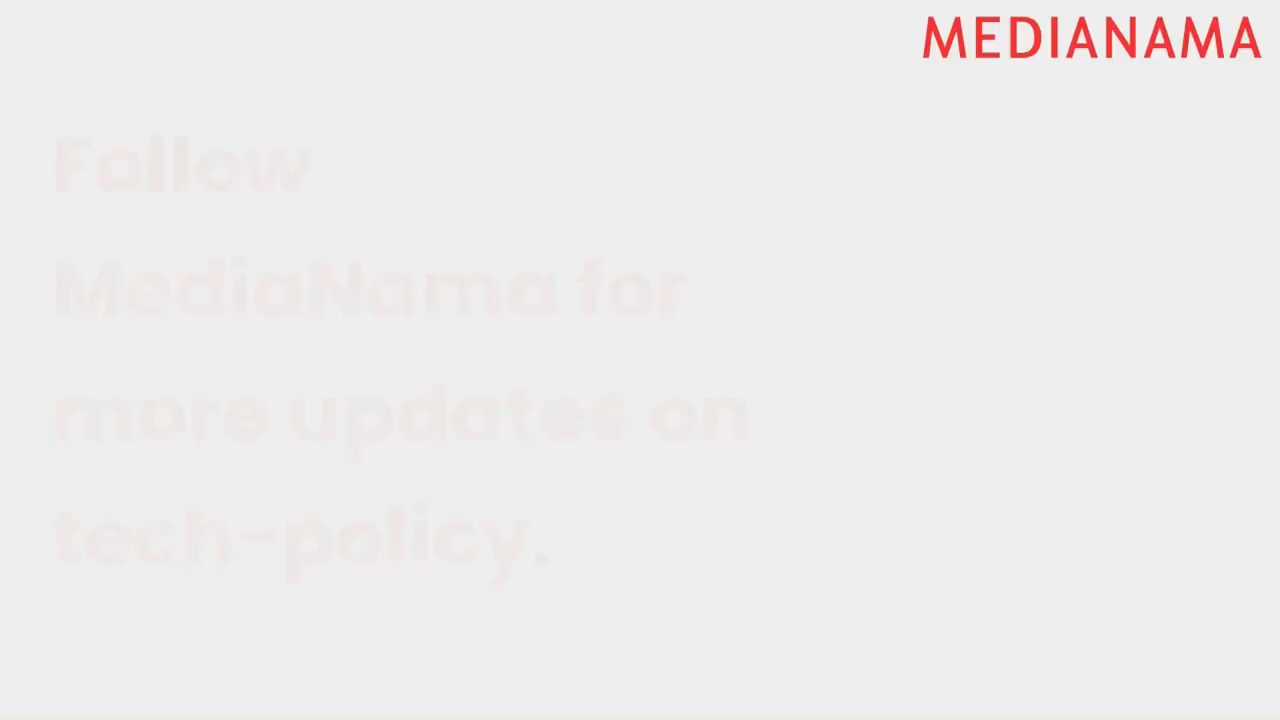 MEDIANAMA
Follow
MediaNama for
more updates on
tech-policy.